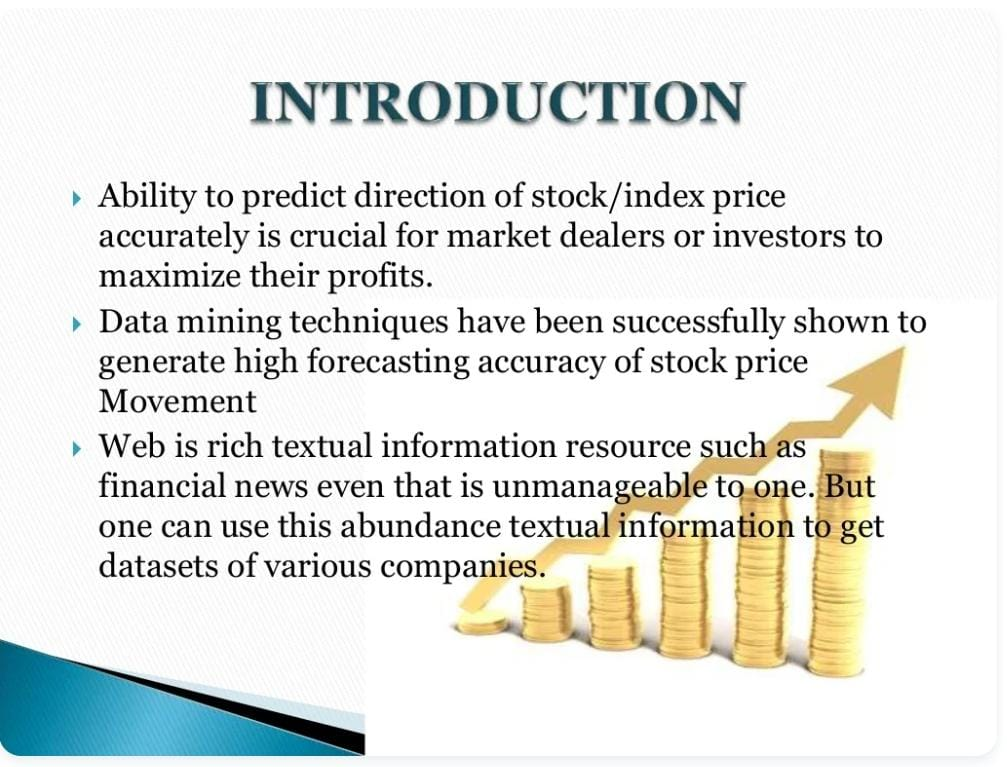 INTRODUCTION
Ability to predict direction of stock/index price
accurately is crucial for market dealers or investors to
maximize their profits.
Data mining techniques have been successfully shown to
generate high forecasting accuracy of stock price
Movement
Web is rich textual information resource such as
financial news even that is unmanageable to one. But
one can use this abundance textual information to get
datasets of various companies.